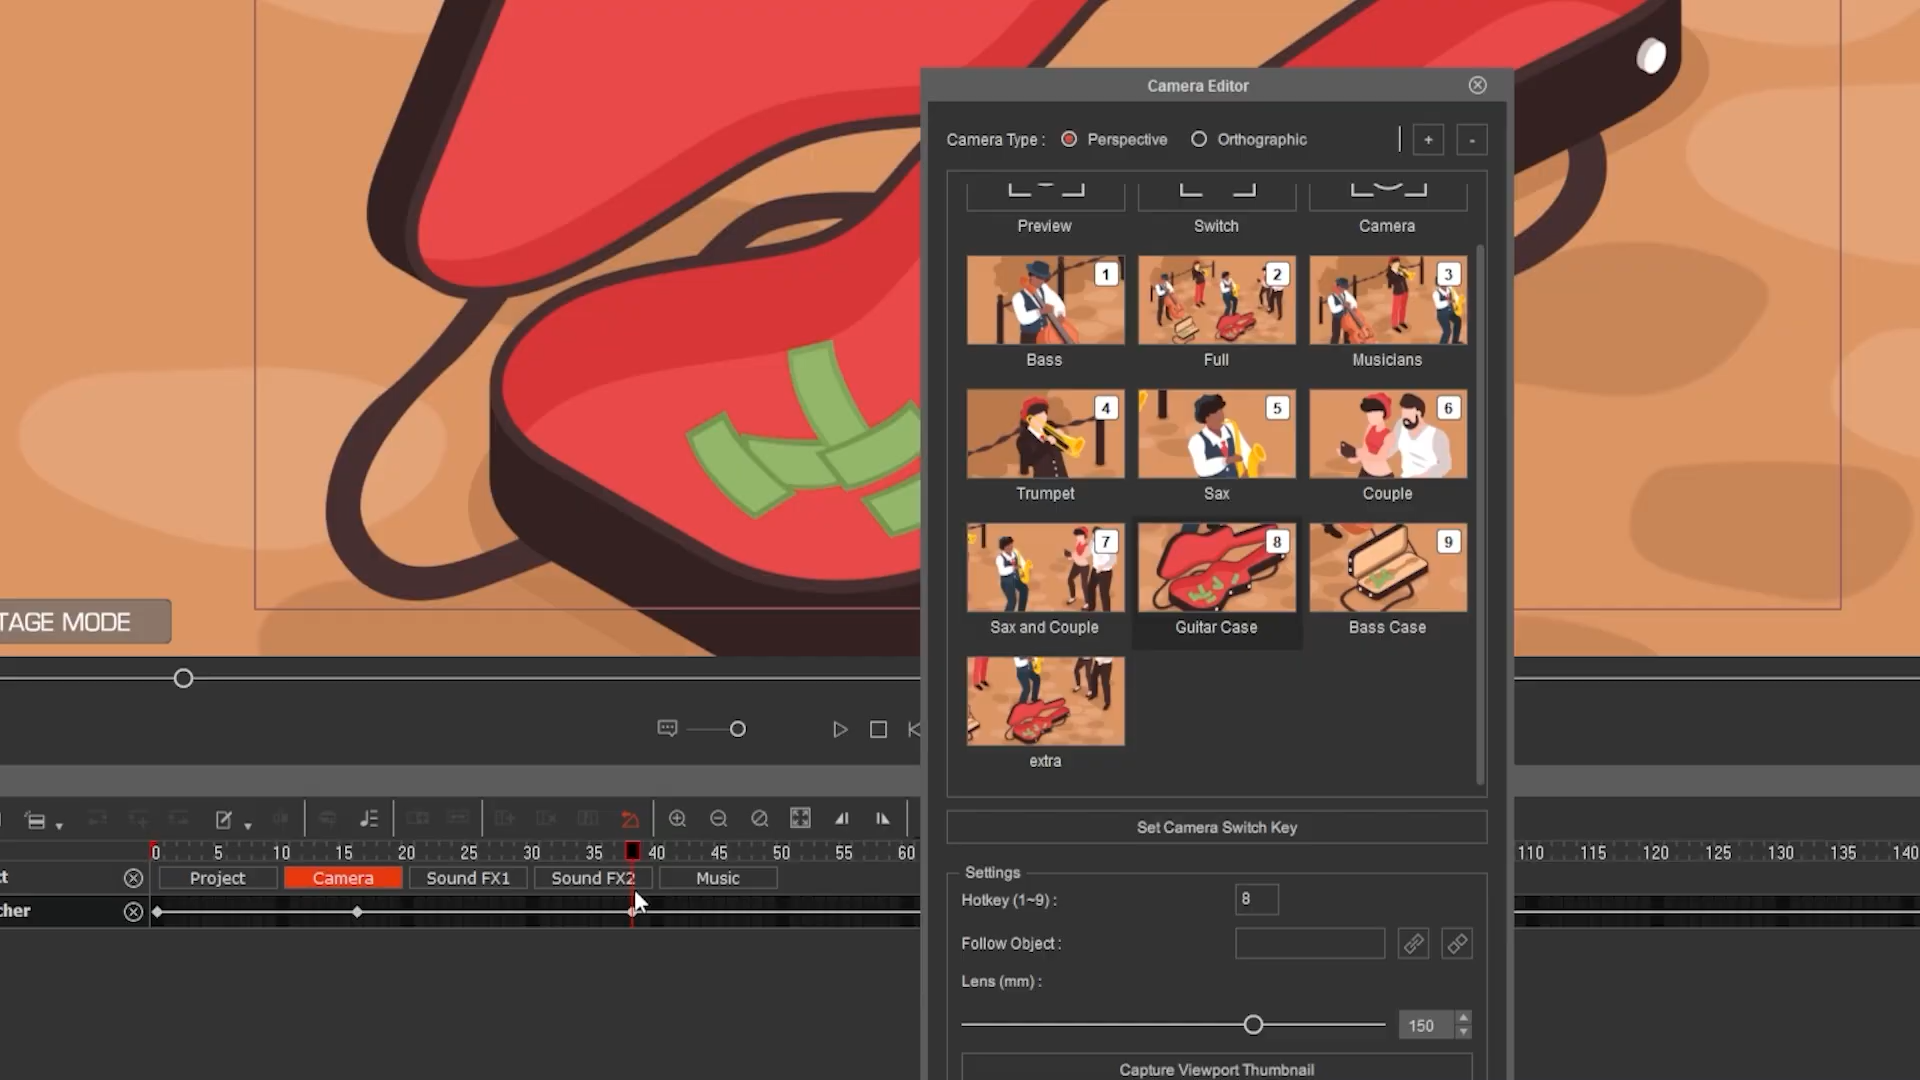 Camera Editor
Camera Type : Perspective Orthographic + -
Preview Switch Camera
1 2 3
Bass Full Musicians
4 5 6
Trumpet Sax Couple
7 8 9
Sax and Couple Guitar Case Bass Case
extra
TAGE MODE
Set Camera Switch Key
0 5 10 15 20 25 30 35 40 45 50 55 60 110 115 120 125 130 135 140
ct Project Camera Sound FX1 Sound FX2 Music
cher
Settings
Hotkey (1~9) : 8
Follow Object :
Lens (mm) :
150
Capture Viewport Thumbnail